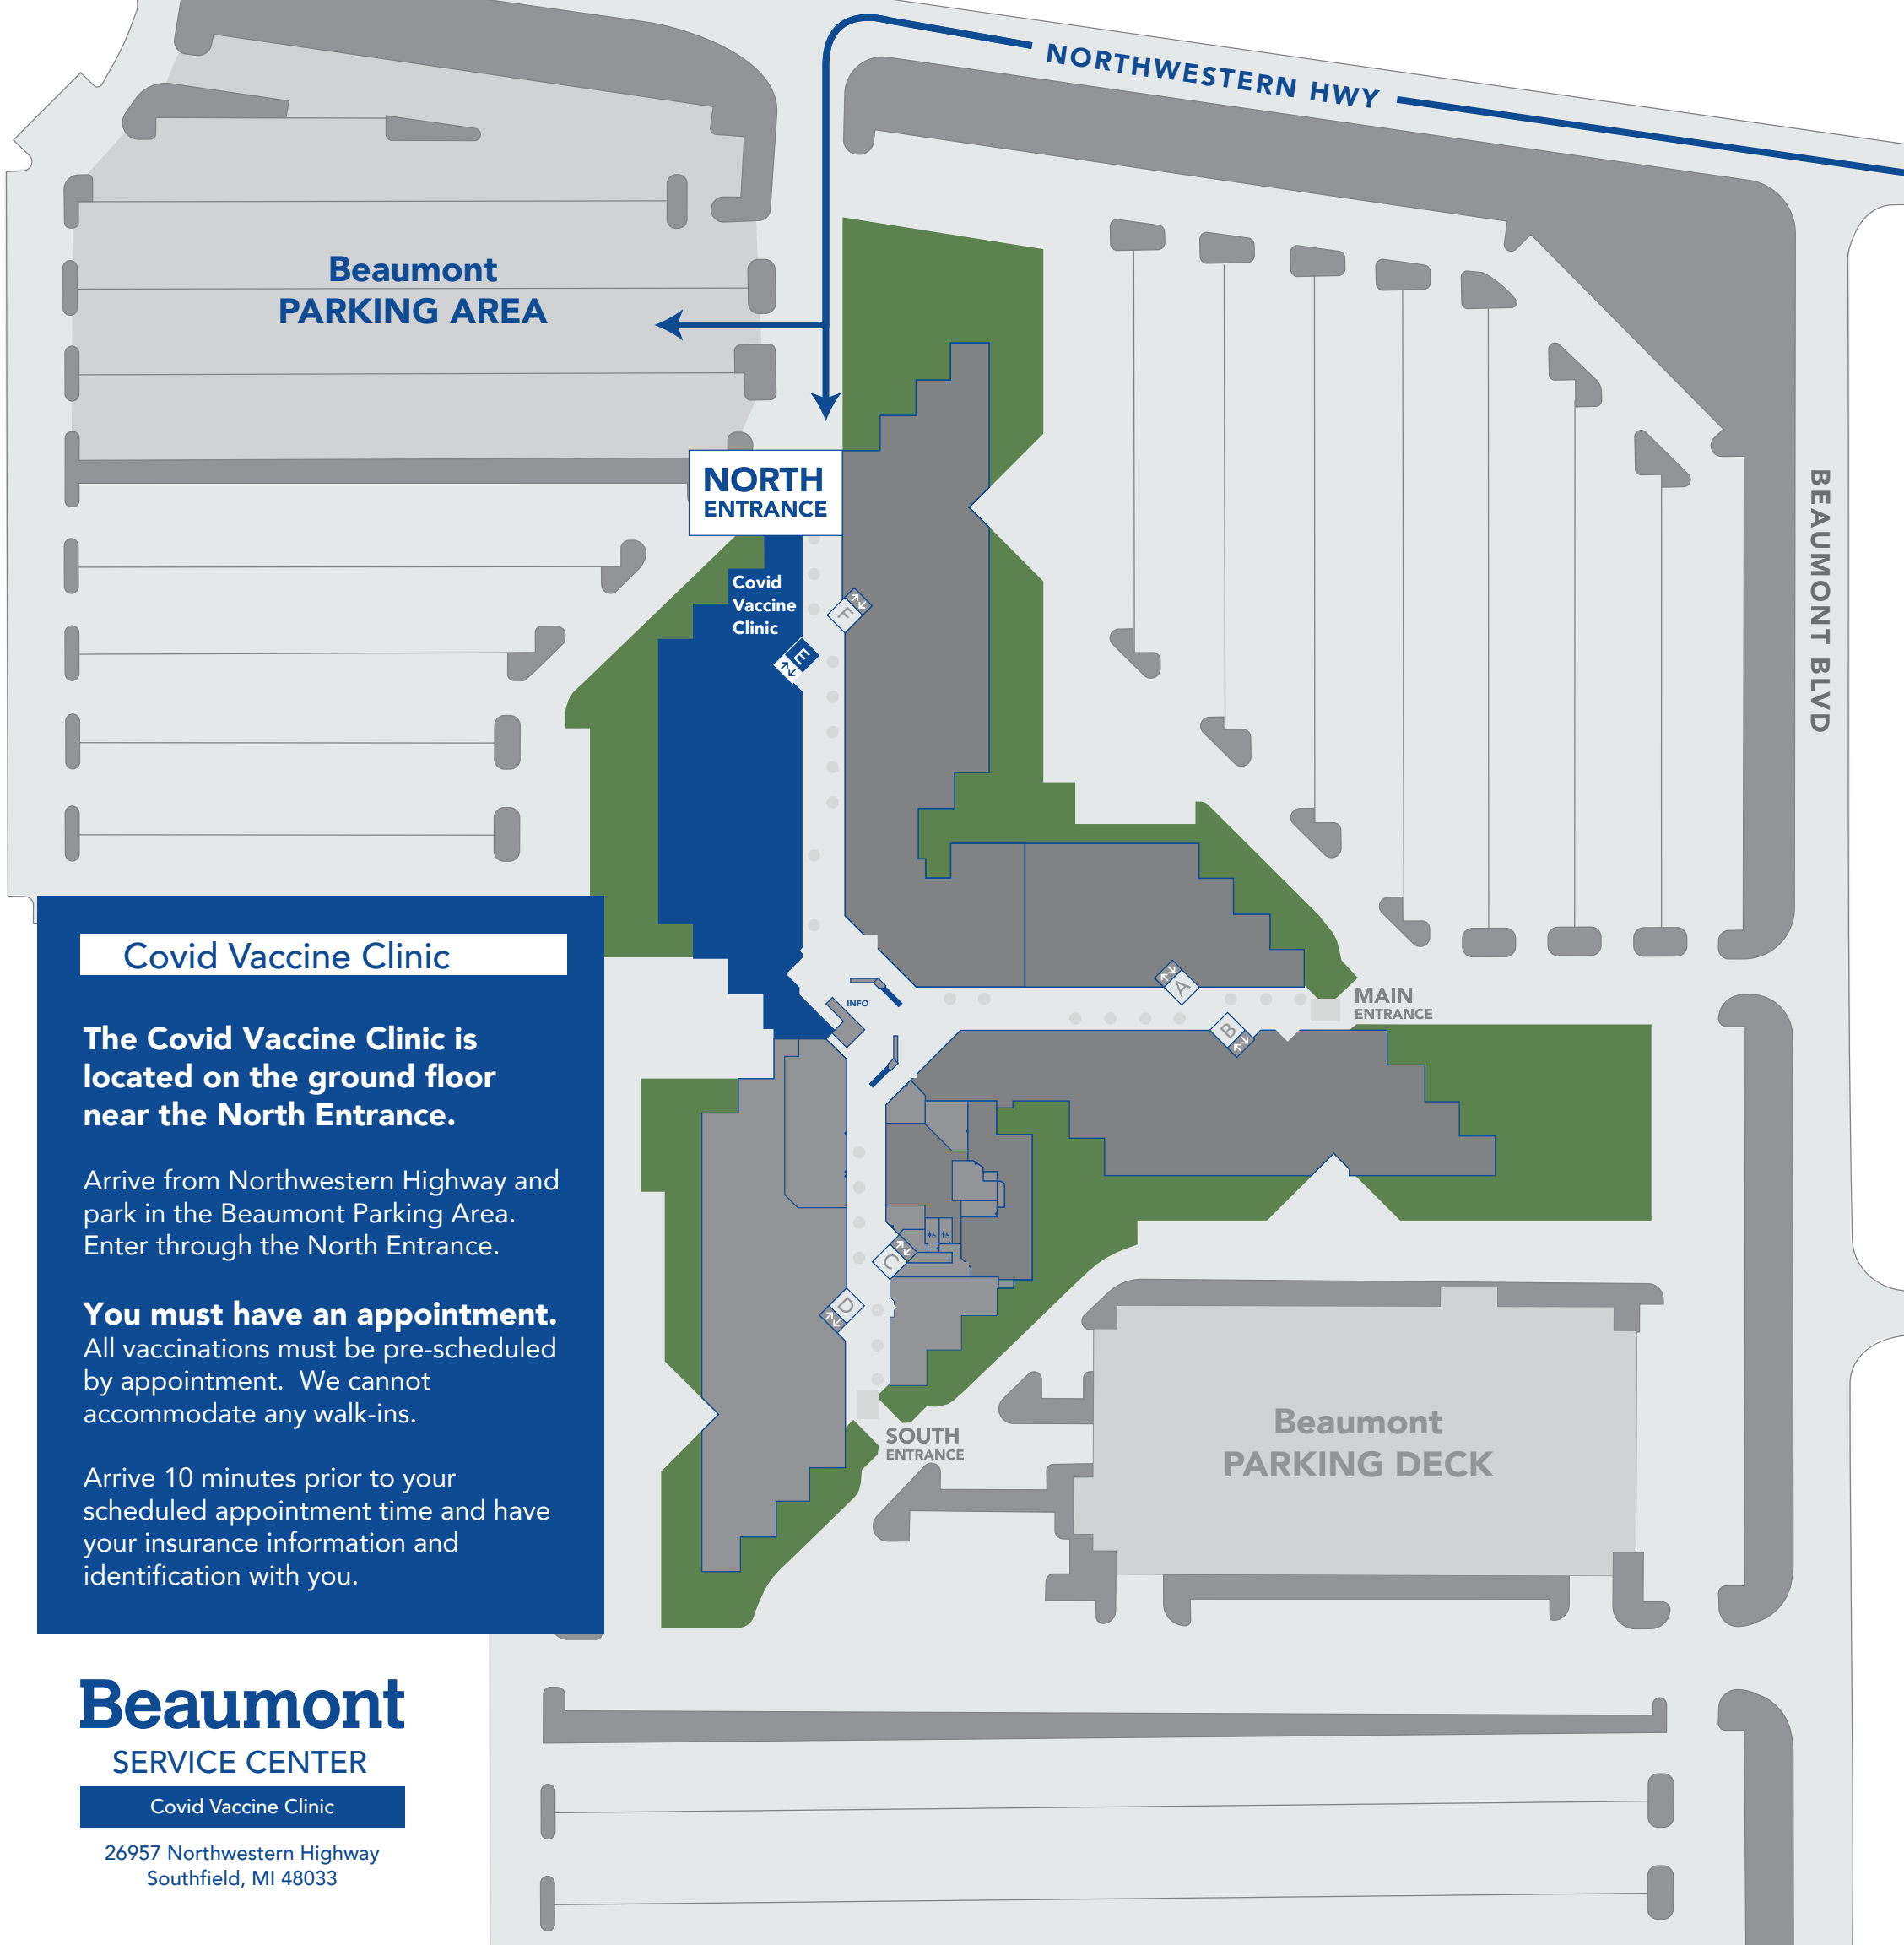 NORTHWESTERN HWY
Beaumont
PARKING AREA
NORTH
ENTRANCE
BEAUMONT BLVD
Covid
Vaccine
Clinic
F
E
INFO
A
B
MAIN
ENTRANCE
C
D
SOUTH
ENTRANCE
Beaumont
PARKING DECK
Covid Vaccine Clinic
The Covid Vaccine Clinic is
located on the ground floor
near the North Entrance.
Arrive from Northwestern Highway and
park in the Beaumont Parking Area.
Enter through the North Entrance.
You must have an appointment.
All vaccinations must be pre-scheduled
by appointment.  We cannot
accommodate any walk-ins.
Arrive 10 minutes prior to your
scheduled appointment time and have
your insurance information and
identification with you.
Beaumont
SERVICE CENTER
Covid Vaccine Clinic
26957 Northwestern Highway
Southfield, MI 48033